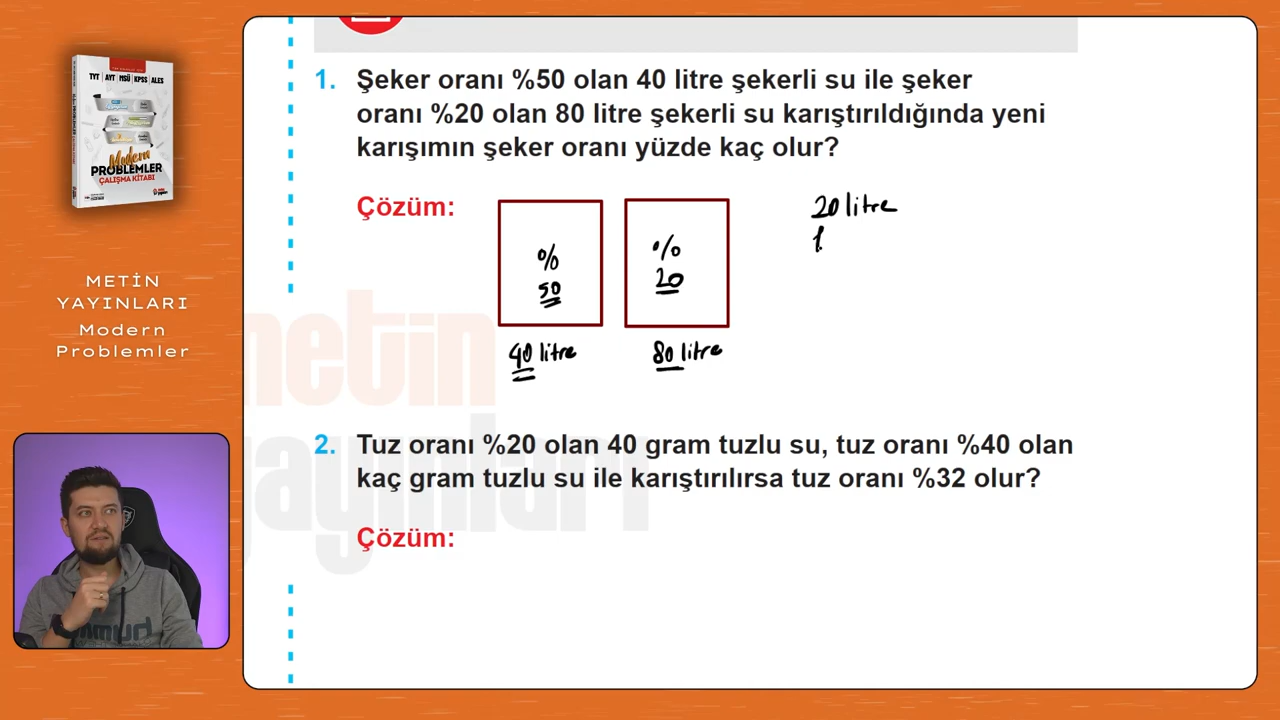 TYT | AYT | MSÜ | KPSS | ALES
Modern
PROBLEMLER
ÇALIŞMA KİTABI
METİN
YAYINLARI
Modern
Problemler
1. Şeker oranı %50 olan 40 litre şekerli su ile şeker
oranı %20 olan 80 litre şekerli su karıştırıldığında yeni
karışımın şeker oranı yüzde kaç olur?
Çözüm:
%
50
40 litre
%
20
80 litre
20 litre
metin
yayınları
2. Tuz oranı %20 olan 40 gram tuzlu su, tuz oranı %40 olan
kaç gram tuzlu su ile karıştırılırsa tuz oranı %32 olur?
Çözüm: